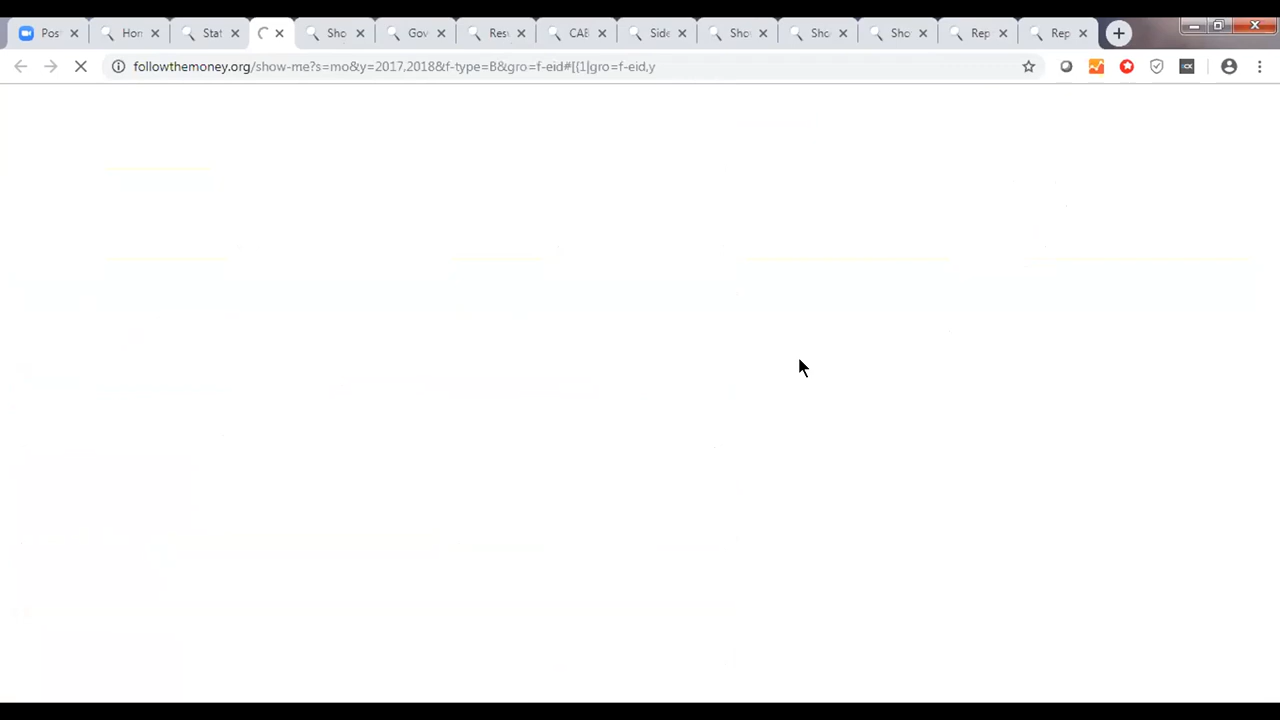 Pos Hon Stat Sho Gov Res CAE Side Sho Sho Sho Rep Rep
followthemoney.org/show-me?s=mo&y=2017,2018&f-type=B&gro=f-eid#[{1|gro=f-eid,y